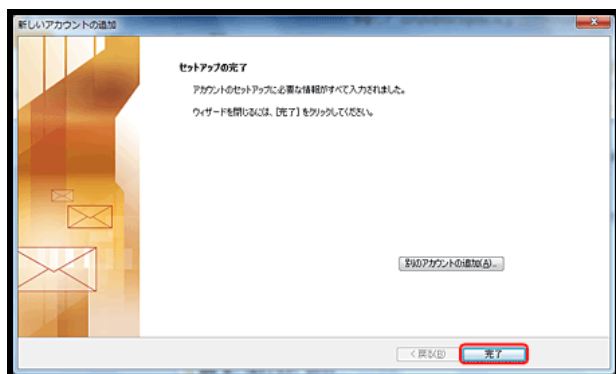 新しいアカウントの追加
セットアップの完了
アカウントのセットアップに必要な情報がすべて入力されました。
ウィザードを閉じるには、[完了] をクリックしてください。
別のアカウントの追加(A)...
< 戻る(B)
完了